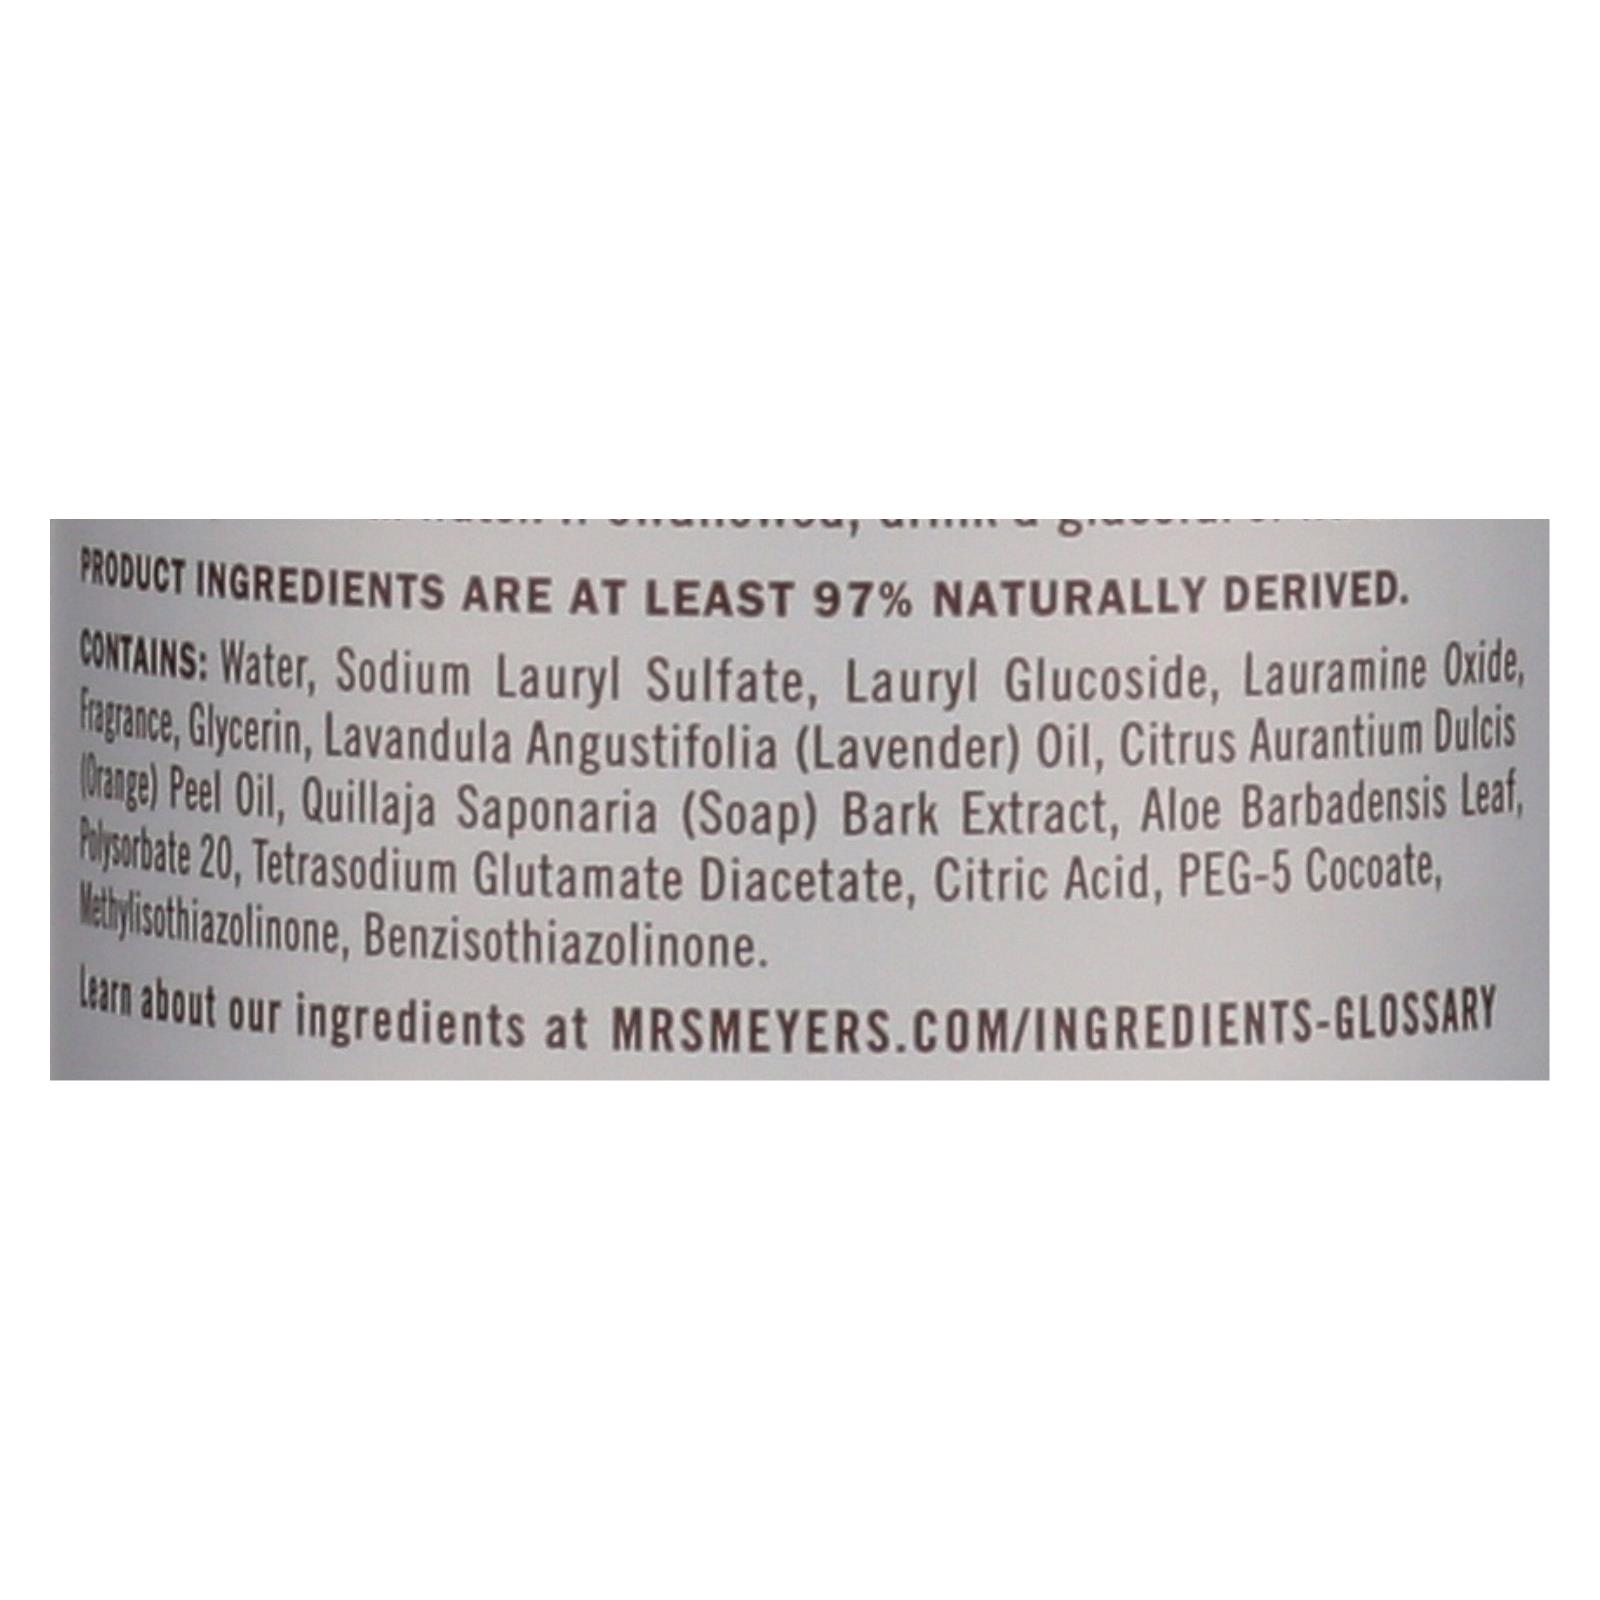 swallowed, drink a glassful
PRODUCT INGREDIENTS ARE AT LEAST 97% NATURALLY DERIVED.
CONTAINS: Water, Sodium Lauryl Sulfate, Lauryl Glucoside, Lauramine Oxide,
Fragrance, Glycerin, Lavandula Angustifolia (Lavender) Oil, Citrus Aurantium Dulcis
(Orange) Peel Oil, Quillaja Saponaria (Soap) Bark Extract, Aloe Barbadensis Leaf,
Polysorbate 20, Tetrasodium Glutamate Diacetate, Citric Acid, PEG-5 Cocoate,
Methylisothiazolinone, Benzisothiazolinone.
Learn about our ingredients at MRSMEYERS.COM/INGREDIENTS-GLOSSARY